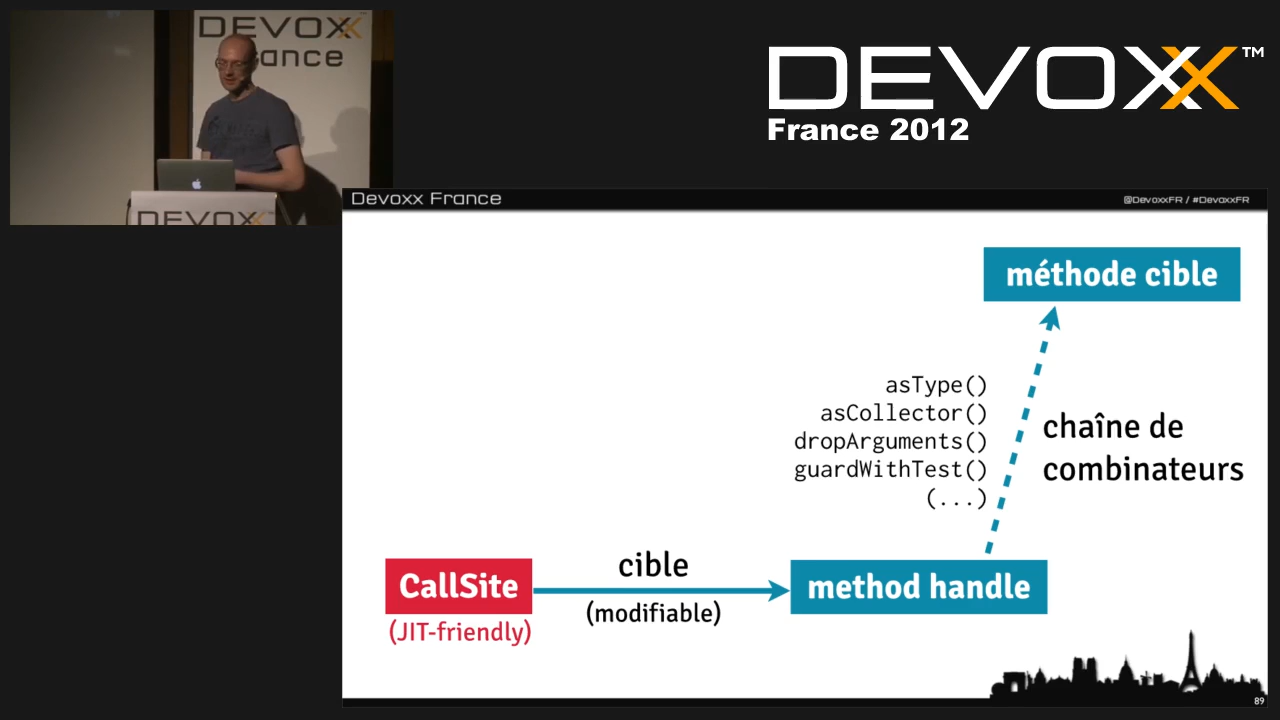 DEVOXX
France
DEVOXX
DEVOXX™
France 2012
Devoxx France
@DevoxxFR / #DevoxxFR
méthode cible
asType()
asCollector()
dropArguments()
guardWithTest()
(...)
chaîne de
combinateurs
CallSite
(JIT-friendly)
cible
(modifiable)
method handle
89